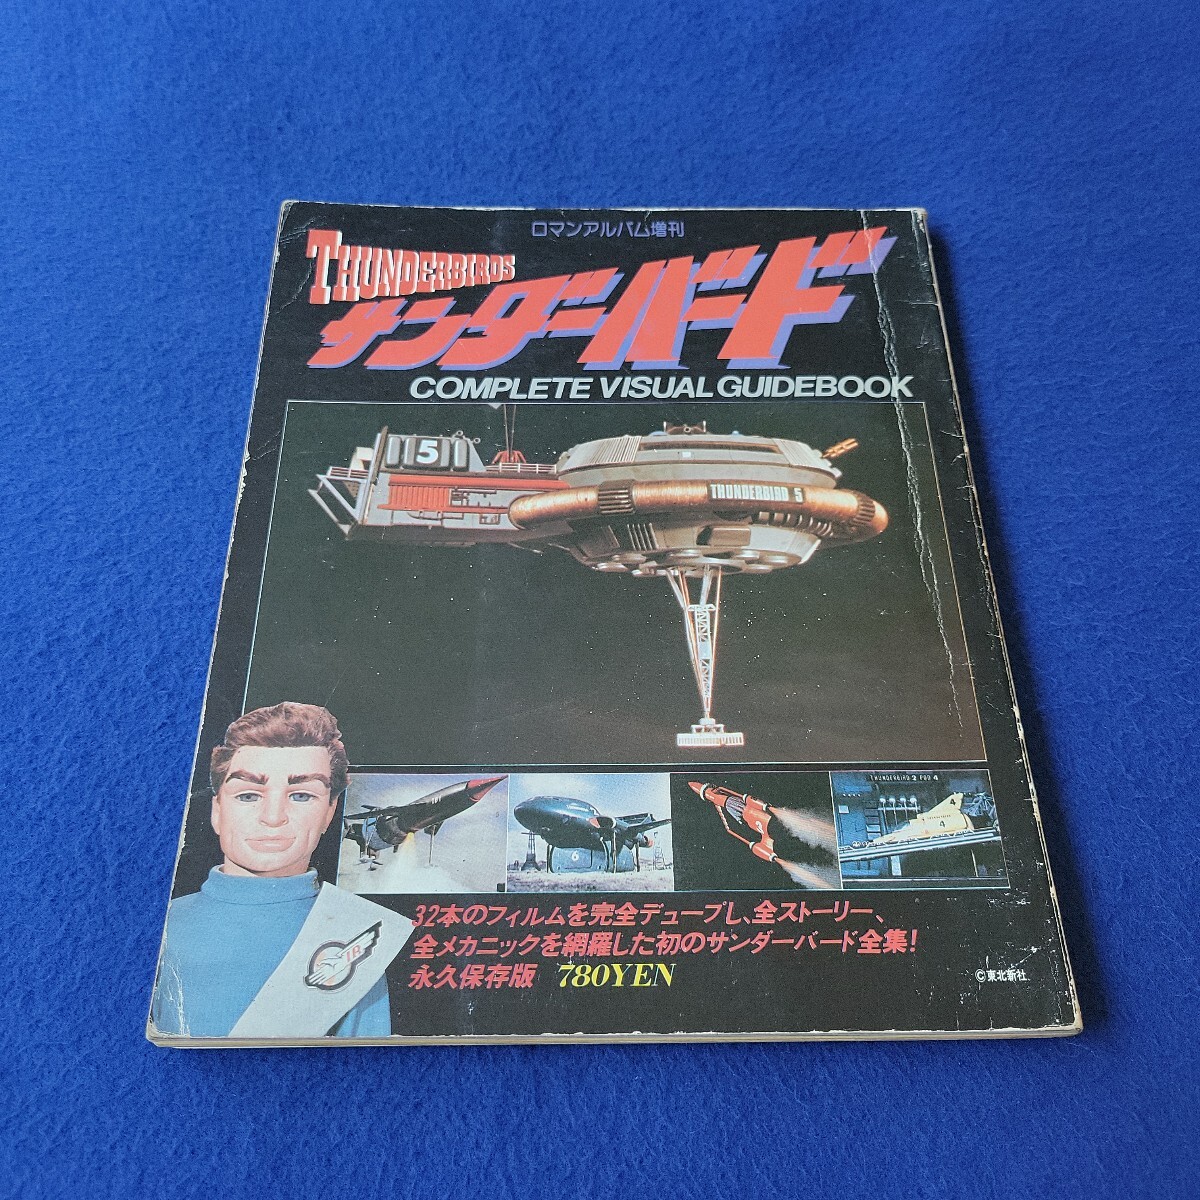 ロマンアルバム増刊
THUNDERBIRDS
サンダーバード
COMPLETE VISUAL GUIDEBOOK
5
THUNDERBIRD 5
6
3
THUNDERBIRD 2 POD 4
4
4
IR
32本のフィルムを完全デュープし、全ストーリー、
全メカニックを網羅した初のサンダーバード全集!
永久保存版 780YEN
©東北新社